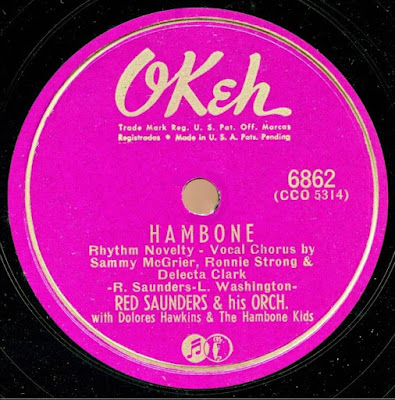 OKeh
Trade Mark Reg. U. S. Pat. Off. Marcas
Registradas • Made in U. S. A. Pats. Pending
6862
(CCO 5314)
HAMBONE
Rhythm Novelty - Vocal Chorus by
Sammy McGrier, Ronnie Strong &
Delecta Clark
-R. Saunders-L. Washington-
RED SAUNDERS & his ORCH.
with Dolores Hawkins & The Hambone Kids